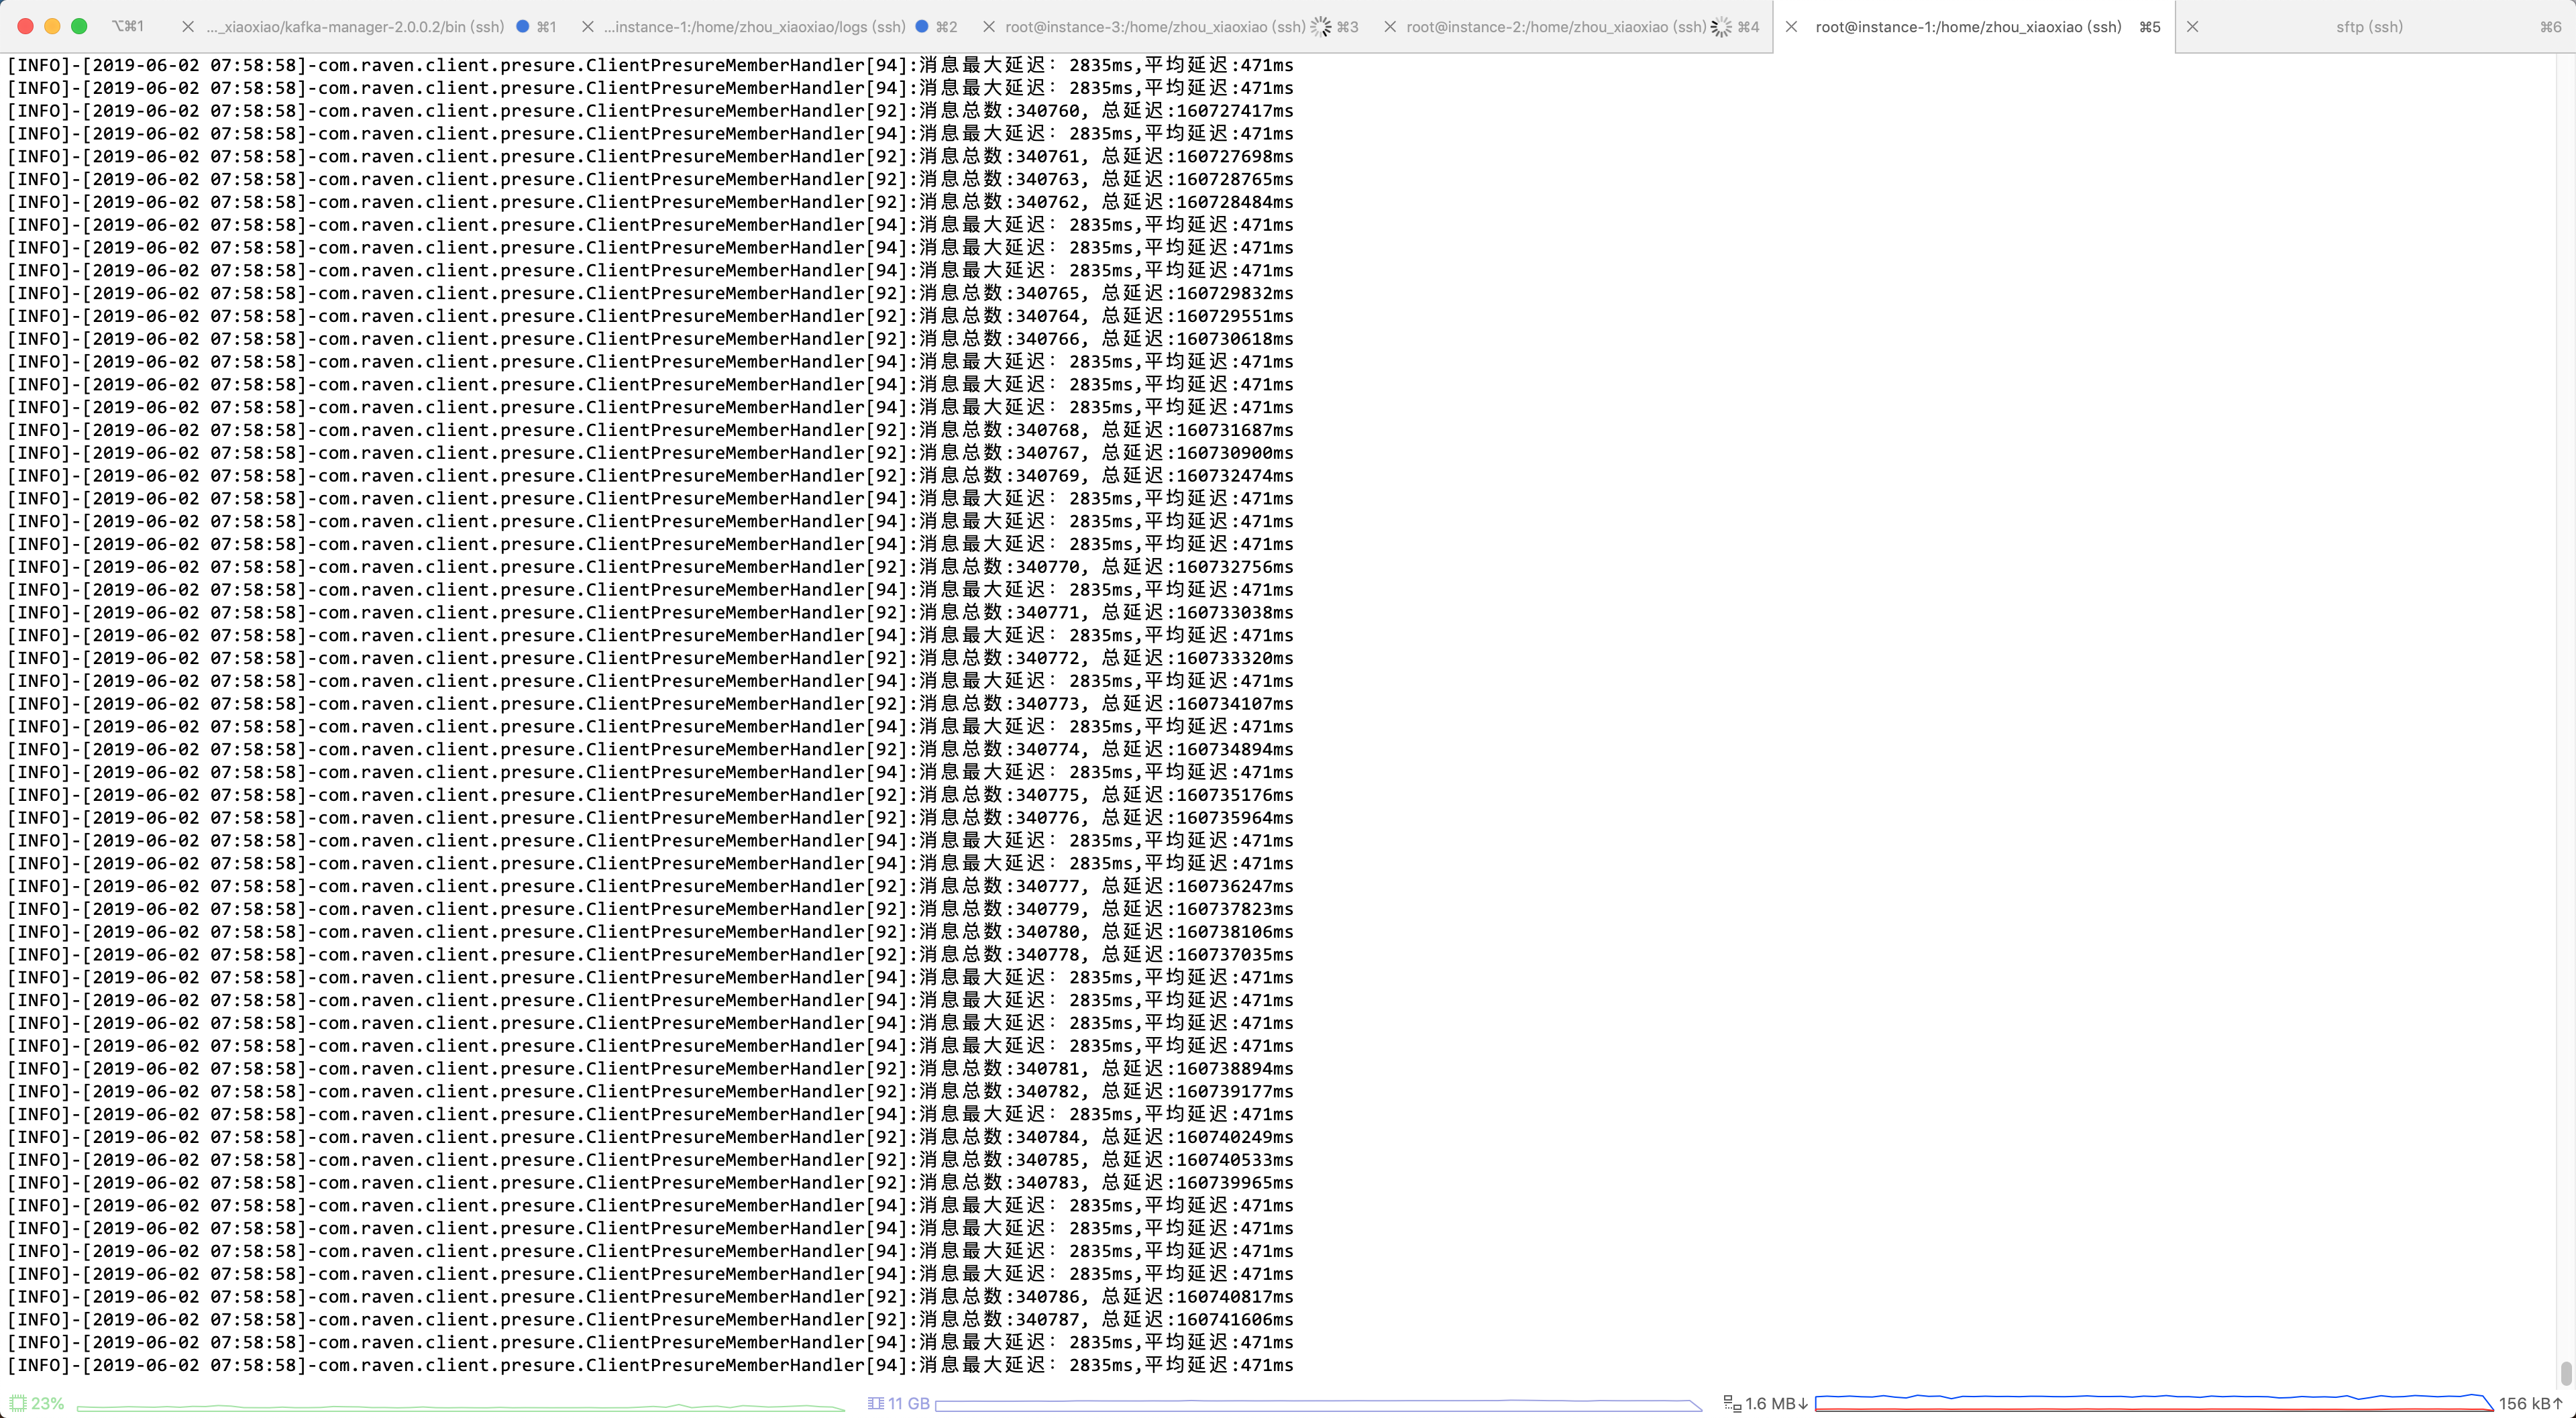 ⌥⌘1 …_xiaoxiao/kafka-manager-2.0.0.2/bin (ssh) ⌘1 …instance-1:/home/zhou_xiaoxiao/logs (ssh) ⌘2 root@instance-3:/home/zhou_xiaoxiao (ssh) ⌘3 root@instance-2:/home/zhou_xiaoxiao (ssh) ⌘4 root@instance-1:/home/zhou_xiaoxiao (ssh) ⌘5 sftp (ssh) ⌘6
[INFO]-[2019-06-02 07:58:58]-com.raven.client.presure.ClientPresureMemberHandler[94]:消息最大延迟: 2835ms,平均延迟:471ms
[INFO]-[2019-06-02 07:58:58]-com.raven.client.presure.ClientPresureMemberHandler[94]:消息最大延迟: 2835ms,平均延迟:471ms
[INFO]-[2019-06-02 07:58:58]-com.raven.client.presure.ClientPresureMemberHandler[92]:消息总数:340760, 总延迟:160727417ms
[INFO]-[2019-06-02 07:58:58]-com.raven.client.presure.ClientPresureMemberHandler[94]:消息最大延迟: 2835ms,平均延迟:471ms
[INFO]-[2019-06-02 07:58:58]-com.raven.client.presure.ClientPresureMemberHandler[92]:消息总数:340761, 总延迟:160727698ms
[INFO]-[2019-06-02 07:58:58]-com.raven.client.presure.ClientPresureMemberHandler[92]:消息总数:340763, 总延迟:160728765ms
[INFO]-[2019-06-02 07:58:58]-com.raven.client.presure.ClientPresureMemberHandler[92]:消息总数:340762, 总延迟:160728484ms
[INFO]-[2019-06-02 07:58:58]-com.raven.client.presure.ClientPresureMemberHandler[94]:消息最大延迟: 2835ms,平均延迟:471ms
[INFO]-[2019-06-02 07:58:58]-com.raven.client.presure.ClientPresureMemberHandler[94]:消息最大延迟: 2835ms,平均延迟:471ms
[INFO]-[2019-06-02 07:58:58]-com.raven.client.presure.ClientPresureMemberHandler[94]:消息最大延迟: 2835ms,平均延迟:471ms
[INFO]-[2019-06-02 07:58:58]-com.raven.client.presure.ClientPresureMemberHandler[92]:消息总数:340765, 总延迟:160729832ms
[INFO]-[2019-06-02 07:58:58]-com.raven.client.presure.ClientPresureMemberHandler[92]:消息总数:340764, 总延迟:160729551ms
[INFO]-[2019-06-02 07:58:58]-com.raven.client.presure.ClientPresureMemberHandler[92]:消息总数:340766, 总延迟:160730618ms
[INFO]-[2019-06-02 07:58:58]-com.raven.client.presure.ClientPresureMemberHandler[94]:消息最大延迟: 2835ms,平均延迟:471ms
[INFO]-[2019-06-02 07:58:58]-com.raven.client.presure.ClientPresureMemberHandler[94]:消息最大延迟: 2835ms,平均延迟:471ms
[INFO]-[2019-06-02 07:58:58]-com.raven.client.presure.ClientPresureMemberHandler[94]:消息最大延迟: 2835ms,平均延迟:471ms
[INFO]-[2019-06-02 07:58:58]-com.raven.client.presure.ClientPresureMemberHandler[92]:消息总数:340768, 总延迟:160731687ms
[INFO]-[2019-06-02 07:58:58]-com.raven.client.presure.ClientPresureMemberHandler[92]:消息总数:340767, 总延迟:160730900ms
[INFO]-[2019-06-02 07:58:58]-com.raven.client.presure.ClientPresureMemberHandler[92]:消息总数:340769, 总延迟:160732474ms
[INFO]-[2019-06-02 07:58:58]-com.raven.client.presure.ClientPresureMemberHandler[94]:消息最大延迟: 2835ms,平均延迟:471ms
[INFO]-[2019-06-02 07:58:58]-com.raven.client.presure.ClientPresureMemberHandler[94]:消息最大延迟: 2835ms,平均延迟:471ms
[INFO]-[2019-06-02 07:58:58]-com.raven.client.presure.ClientPresureMemberHandler[94]:消息最大延迟: 2835ms,平均延迟:471ms
[INFO]-[2019-06-02 07:58:58]-com.raven.client.presure.ClientPresureMemberHandler[92]:消息总数:340770, 总延迟:160732756ms
[INFO]-[2019-06-02 07:58:58]-com.raven.client.presure.ClientPresureMemberHandler[94]:消息最大延迟: 2835ms,平均延迟:471ms
[INFO]-[2019-06-02 07:58:58]-com.raven.client.presure.ClientPresureMemberHandler[92]:消息总数:340771, 总延迟:160733038ms
[INFO]-[2019-06-02 07:58:58]-com.raven.client.presure.ClientPresureMemberHandler[94]:消息最大延迟: 2835ms,平均延迟:471ms
[INFO]-[2019-06-02 07:58:58]-com.raven.client.presure.ClientPresureMemberHandler[92]:消息总数:340772, 总延迟:160733320ms
[INFO]-[2019-06-02 07:58:58]-com.raven.client.presure.ClientPresureMemberHandler[94]:消息最大延迟: 2835ms,平均延迟:471ms
[INFO]-[2019-06-02 07:58:58]-com.raven.client.presure.ClientPresureMemberHandler[92]:消息总数:340773, 总延迟:160734107ms
[INFO]-[2019-06-02 07:58:58]-com.raven.client.presure.ClientPresureMemberHandler[94]:消息最大延迟: 2835ms,平均延迟:471ms
[INFO]-[2019-06-02 07:58:58]-com.raven.client.presure.ClientPresureMemberHandler[92]:消息总数:340774, 总延迟:160734894ms
[INFO]-[2019-06-02 07:58:58]-com.raven.client.presure.ClientPresureMemberHandler[94]:消息最大延迟: 2835ms,平均延迟:471ms
[INFO]-[2019-06-02 07:58:58]-com.raven.client.presure.ClientPresureMemberHandler[92]:消息总数:340775, 总延迟:160735176ms
[INFO]-[2019-06-02 07:58:58]-com.raven.client.presure.ClientPresureMemberHandler[92]:消息总数:340776, 总延迟:160735964ms
[INFO]-[2019-06-02 07:58:58]-com.raven.client.presure.ClientPresureMemberHandler[94]:消息最大延迟: 2835ms,平均延迟:471ms
[INFO]-[2019-06-02 07:58:58]-com.raven.client.presure.ClientPresureMemberHandler[94]:消息最大延迟: 2835ms,平均延迟:471ms
[INFO]-[2019-06-02 07:58:58]-com.raven.client.presure.ClientPresureMemberHandler[92]:消息总数:340777, 总延迟:160736247ms
[INFO]-[2019-06-02 07:58:58]-com.raven.client.presure.ClientPresureMemberHandler[92]:消息总数:340779, 总延迟:160737823ms
[INFO]-[2019-06-02 07:58:58]-com.raven.client.presure.ClientPresureMemberHandler[92]:消息总数:340780, 总延迟:160738106ms
[INFO]-[2019-06-02 07:58:58]-com.raven.client.presure.ClientPresureMemberHandler[92]:消息总数:340778, 总延迟:160737035ms
[INFO]-[2019-06-02 07:58:58]-com.raven.client.presure.ClientPresureMemberHandler[94]:消息最大延迟: 2835ms,平均延迟:471ms
[INFO]-[2019-06-02 07:58:58]-com.raven.client.presure.ClientPresureMemberHandler[94]:消息最大延迟: 2835ms,平均延迟:471ms
[INFO]-[2019-06-02 07:58:58]-com.raven.client.presure.ClientPresureMemberHandler[94]:消息最大延迟: 2835ms,平均延迟:471ms
[INFO]-[2019-06-02 07:58:58]-com.raven.client.presure.ClientPresureMemberHandler[94]:消息最大延迟: 2835ms,平均延迟:471ms
[INFO]-[2019-06-02 07:58:58]-com.raven.client.presure.ClientPresureMemberHandler[92]:消息总数:340781, 总延迟:160738894ms
[INFO]-[2019-06-02 07:58:58]-com.raven.client.presure.ClientPresureMemberHandler[92]:消息总数:340782, 总延迟:160739177ms
[INFO]-[2019-06-02 07:58:58]-com.raven.client.presure.ClientPresureMemberHandler[94]:消息最大延迟: 2835ms,平均延迟:471ms
[INFO]-[2019-06-02 07:58:58]-com.raven.client.presure.ClientPresureMemberHandler[92]:消息总数:340784, 总延迟:160740249ms
[INFO]-[2019-06-02 07:58:58]-com.raven.client.presure.ClientPresureMemberHandler[92]:消息总数:340785, 总延迟:160740533ms
[INFO]-[2019-06-02 07:58:58]-com.raven.client.presure.ClientPresureMemberHandler[92]:消息总数:340783, 总延迟:160739965ms
[INFO]-[2019-06-02 07:58:58]-com.raven.client.presure.ClientPresureMemberHandler[94]:消息最大延迟: 2835ms,平均延迟:471ms
[INFO]-[2019-06-02 07:58:58]-com.raven.client.presure.ClientPresureMemberHandler[94]:消息最大延迟: 2835ms,平均延迟:471ms
[INFO]-[2019-06-02 07:58:58]-com.raven.client.presure.ClientPresureMemberHandler[94]:消息最大延迟: 2835ms,平均延迟:471ms
[INFO]-[2019-06-02 07:58:58]-com.raven.client.presure.ClientPresureMemberHandler[94]:消息最大延迟: 2835ms,平均延迟:471ms
[INFO]-[2019-06-02 07:58:58]-com.raven.client.presure.ClientPresureMemberHandler[92]:消息总数:340786, 总延迟:160740817ms
[INFO]-[2019-06-02 07:58:58]-com.raven.client.presure.ClientPresureMemberHandler[92]:消息总数:340787, 总延迟:160741606ms
[INFO]-[2019-06-02 07:58:58]-com.raven.client.presure.ClientPresureMemberHandler[94]:消息最大延迟: 2835ms,平均延迟:471ms
[INFO]-[2019-06-02 07:58:58]-com.raven.client.presure.ClientPresureMemberHandler[94]:消息最大延迟: 2835ms,平均延迟:471ms
23% 11 GB 1.6 MB↓ 156 kB↑